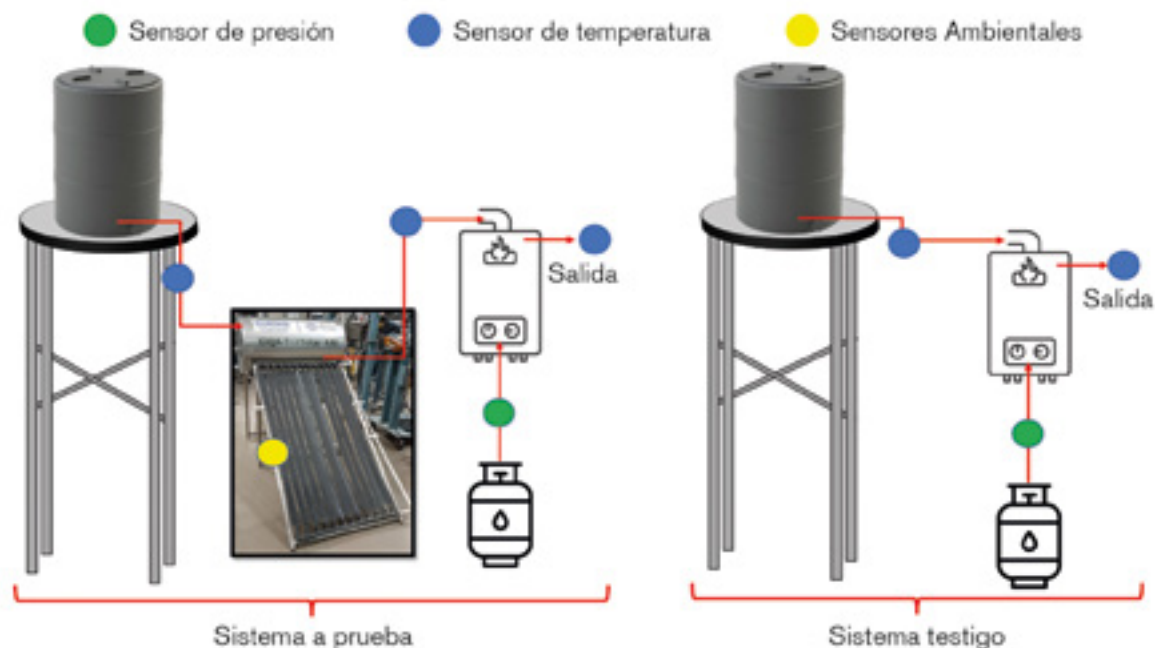 Sensor de presión
Sensor de temperatura
Sensores Ambientales
Salida
Salida
Sistema a prueba
Sistema testigo